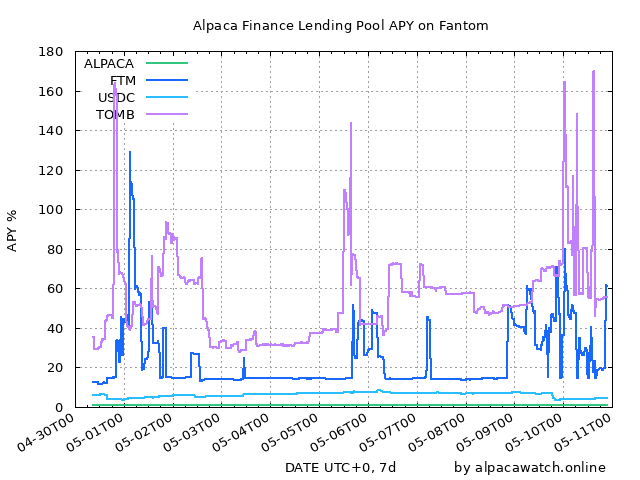 Alpaca Finance Lending Pool APY on Fantom
APY %
180
160
140
120
100
80
60
40
20
0
ALPACA
FTM
USDC
TOMB
04-30T00
05-01T00
05-02T00
05-03T00
05-04T00
05-05T00
05-06T00
05-07T00
05-08T00
05-09T00
05-10T00
05-11T00
DATE UTC+0, 7d
by alpacawatch.online